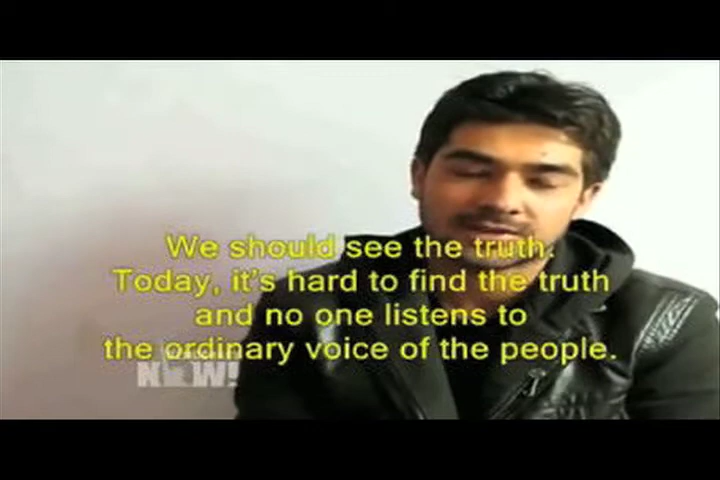 We should see the truth.
Today, it's hard to find the truth
and no one listens to
the ordinary voice of the people.
NEW!